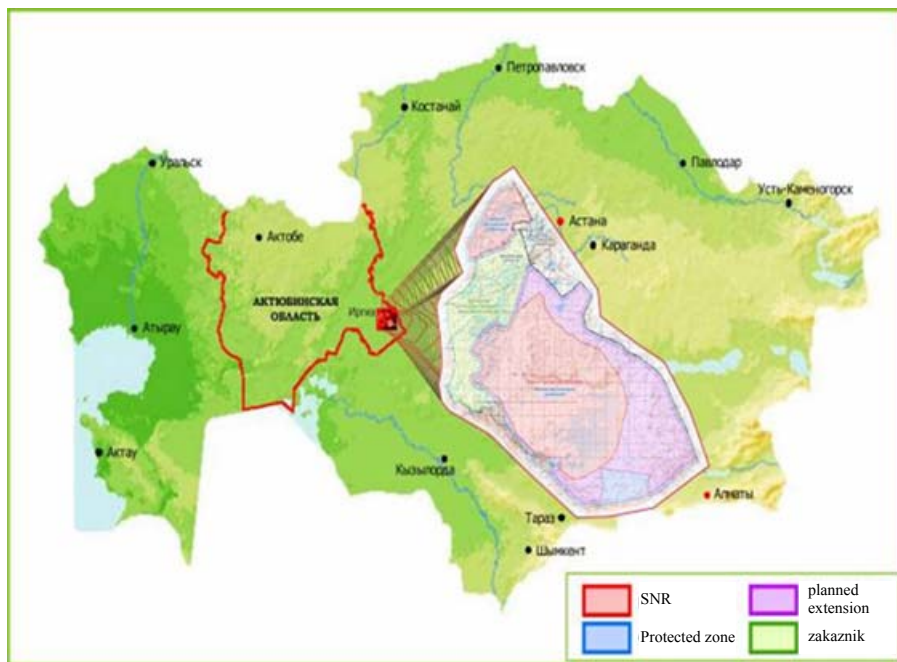 Петропавловск
Костанай
Уральск
Павлодар
Усть-Каменогорск
Астана
Актобе
Караганда
АКТЮБИНСКАЯ
ОБЛАСТЬ
Иргиз
Атырау
Актау
Кызылорда
Алматы
Тараз
Шымкент
SNR
planned
extension
Protected zone
zakaznik